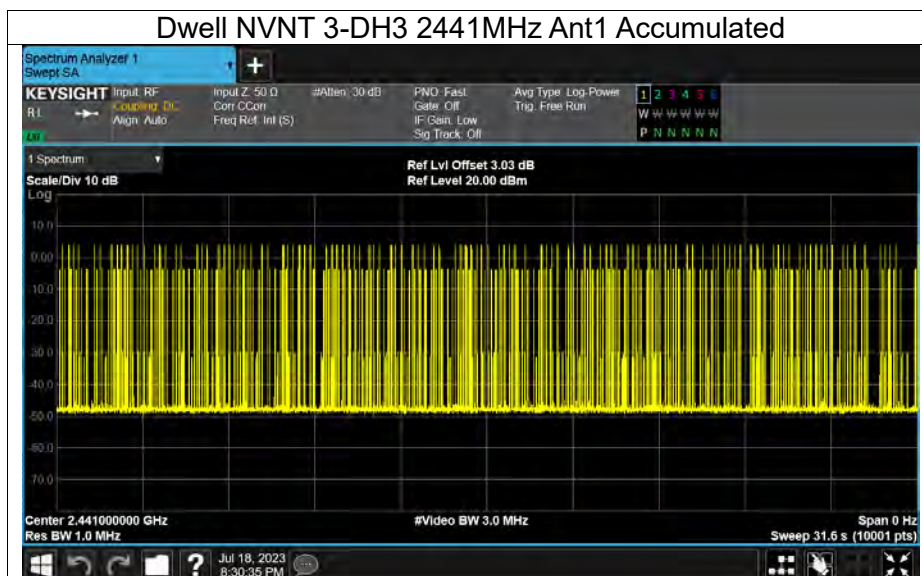 Dwell NVNT 3-DH3 2441MHz Ant1 Accumulated
Spectrum Analyzer 1
Swept SA
+
KEYSIGHT Input: RF Input Z: 50 Ω #Atten: 30 dB PNO: Fast Avg Type: Log-Power 1 2 3 4 5 6
RL Coupling: DC Corr CCorr Gate: Off Trig: Free Run W W W W W W
Align: Auto Freq Ref: Int (S) IF Gain: Low P N N N N N
Sig Track: Off
1 Spectrum
Ref Lvl Offset 3.03 dB
Scale/Div 10 dB Ref Level 20.00 dBm
Log
10.0
0.00
-10.0
-20.0
-30.0
-40.0
-50.0
-60.0
-70.0
Center 2.441000000 GHz #Video BW 3.0 MHz Span 0 Hz
Res BW 1.0 MHz Sweep 31.6 s (10001 pts)
? Jul 18, 2023
8:30:35 PM